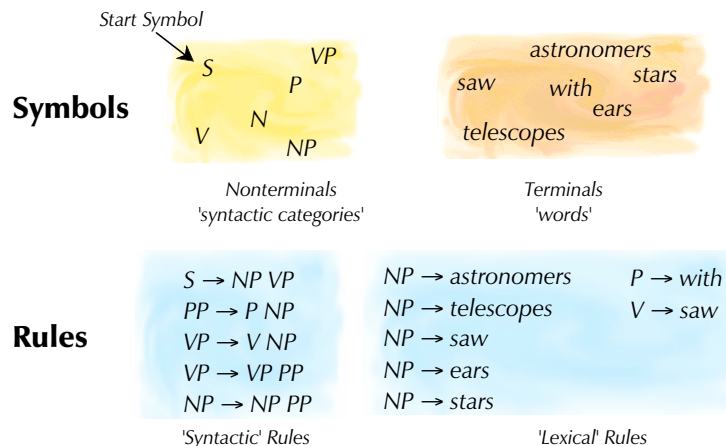 Start Symbol
S
VP
P
N
V
NP
astronomers
saw
with
stars
ears
telescopes
Symbols
Nonterminals
'syntactic categories'
Terminals
'words'
Rules
S → NP VP
PP → P NP
VP → V NP
VP → VP PP
NP → NP PP
'Syntactic' Rules
NP → astronomers
NP → telescopes
NP → saw
NP → ears
NP → stars
P → with
V → saw
'Lexical' Rules